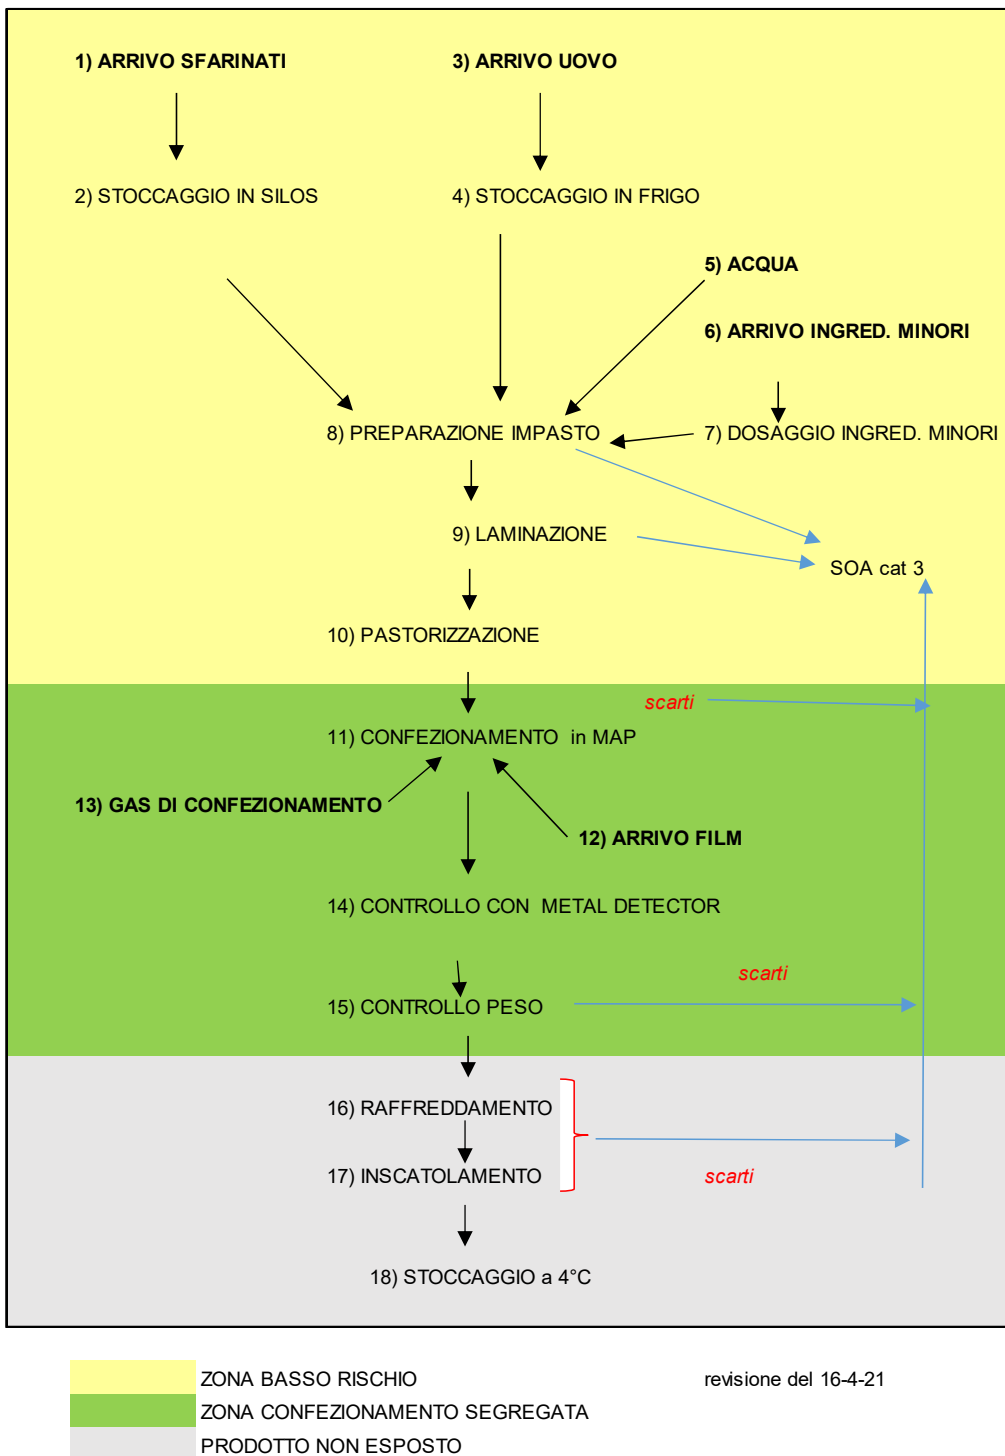 1) ARRIVO SFARINATI 3) ARRIVO UOVO
2) STOCCAGGIO IN SILOS 4) STOCCAGGIO IN FRIGO
5) ACQUA
6) ARRIVO INGRED. MINORI
8) PREPARAZIONE IMPASTO 7) DOSAGGIO INGRED. MINORI
9) LAMINAZIONE
SOA cat 3
10) PASTORIZZAZIONE
scarti
11) CONFEZIONAMENTO in MAP
13) GAS DI CONFEZIONAMENTO
12) ARRIVO FILM
14) CONTROLLO CON METAL DETECTOR
scarti
15) CONTROLLO PESO
16) RAFFREDDAMENTO
17) INSCATOLAMENTO scarti
18) STOCCAGGIO a 4°C
ZONA BASSO RISCHIO revisione del 16-4-21
ZONA CONFEZIONAMENTO SEGREGATA
PRODOTTO NON ESPOSTO